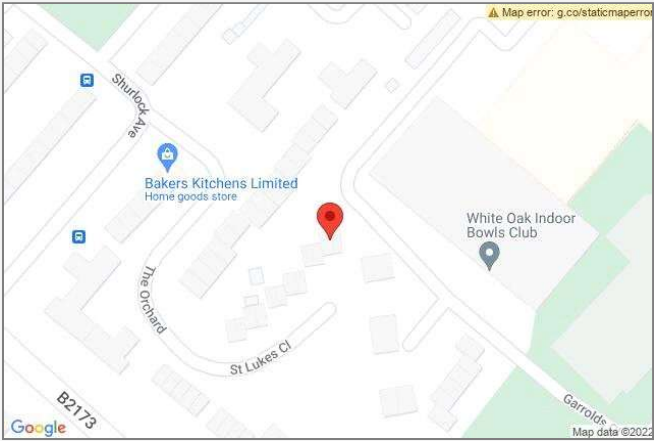 Map error: g.co/staticmaperror
Shurlock Ave
Bakers Kitchens Limited
Home goods store
White Oak Indoor
Bowls Club
The Orchard
St Lukes Cl
B2173
Garrolds
Google
Map data ©2022